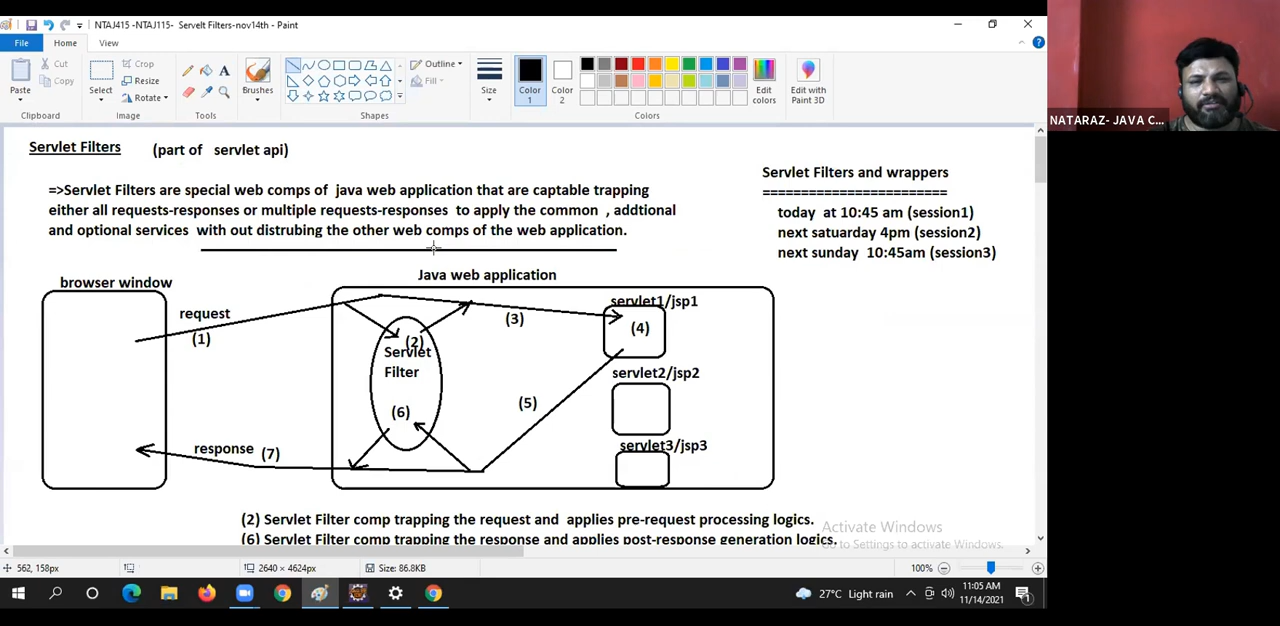 NTAJ415 -NTAJ115- Servelt Filters-nov14th - Paint
File Home View
Cut
Copy
Paste
Clipboard
Crop
Resize
Rotate
Select
Image
Tools
Brushes
Outline
Fill
Shapes
Size
Color
1
Color
2
Edit
colors
Colors
Edit with
Paint 3D
NATARAZ- JAVA C...
Servlet Filters (part of servlet api)
=>Servlet Filters are special web comps of java web application that are captable trapping
either all requests-responses or multiple requests-responses to apply the common , addtional
and optional services with out distrubing the other web comps of the web application.
Servlet Filters and wrappers
========================
today at 10:45 am (session1)
next satuarday 4pm (session2)
next sunday 10:45am (session3)
Java web application
browser window
request
(1)
(2)
Servlet
Filter
(6)
(3)
servlet1/jsp1
(4)
servlet2/jsp2
(5)
servlet3/jsp3
response (7)
(2) Servlet Filter comp trapping the request and applies pre-request processing logics.
(6) Servlet Filter comp trapping the response and applies post-response generation logics.
Activate Windows
Go to Settings to activate Windows.
562, 158px
2640 × 4624px
Size: 86.8KB
100%
27°C Light rain
11:05 AM
11/14/2021